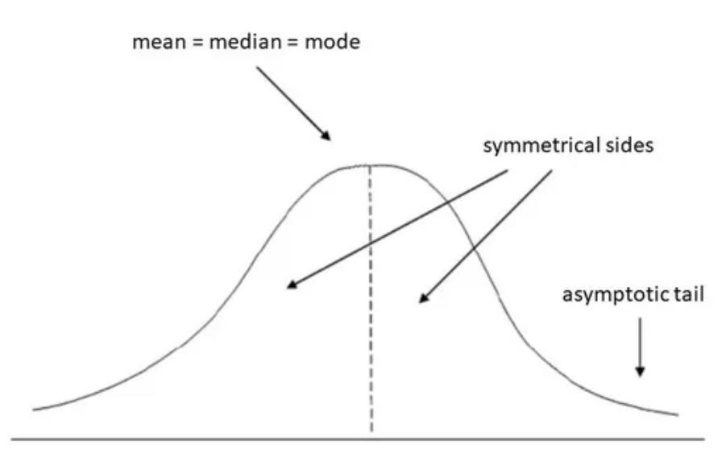 mean = median = mode
symmetrical sides
asymptotic tail